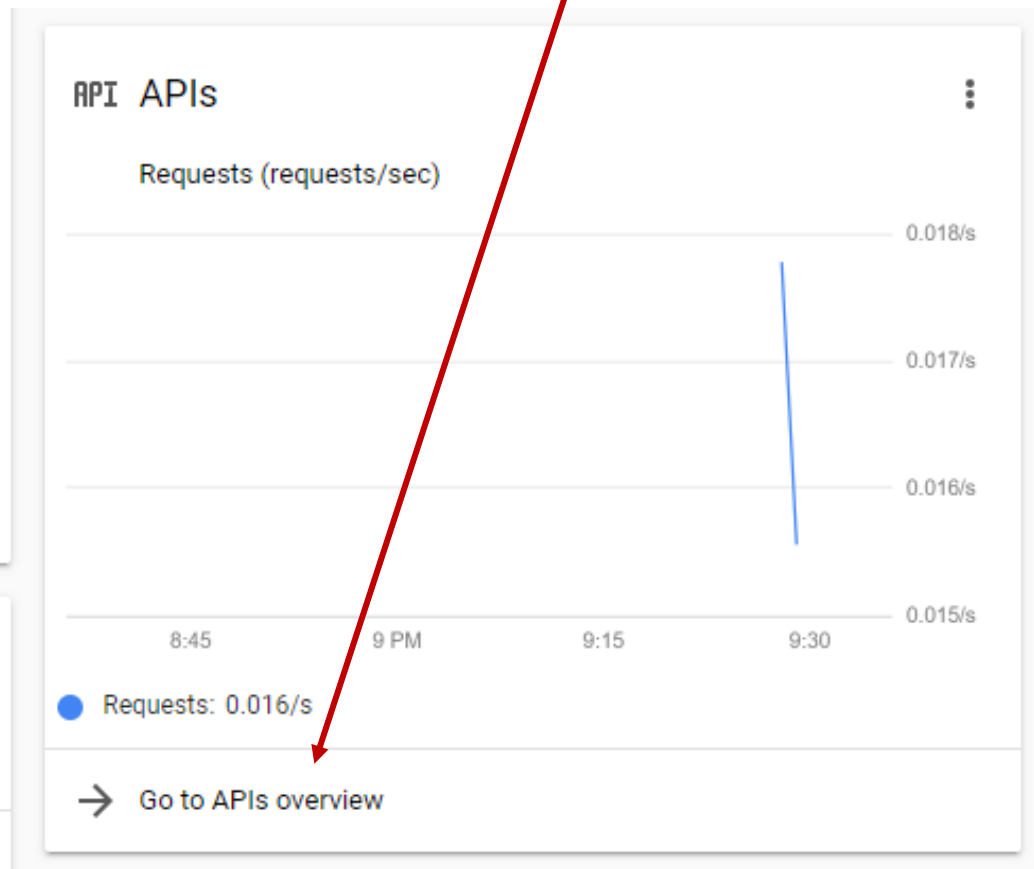 API APIs
Requests (requests/sec)
0.018/s
0.017/s
0.016/s
0.015/s
8:45 9 PM 9:15 9:30
Requests: 0.016/s
Go to APIs overview